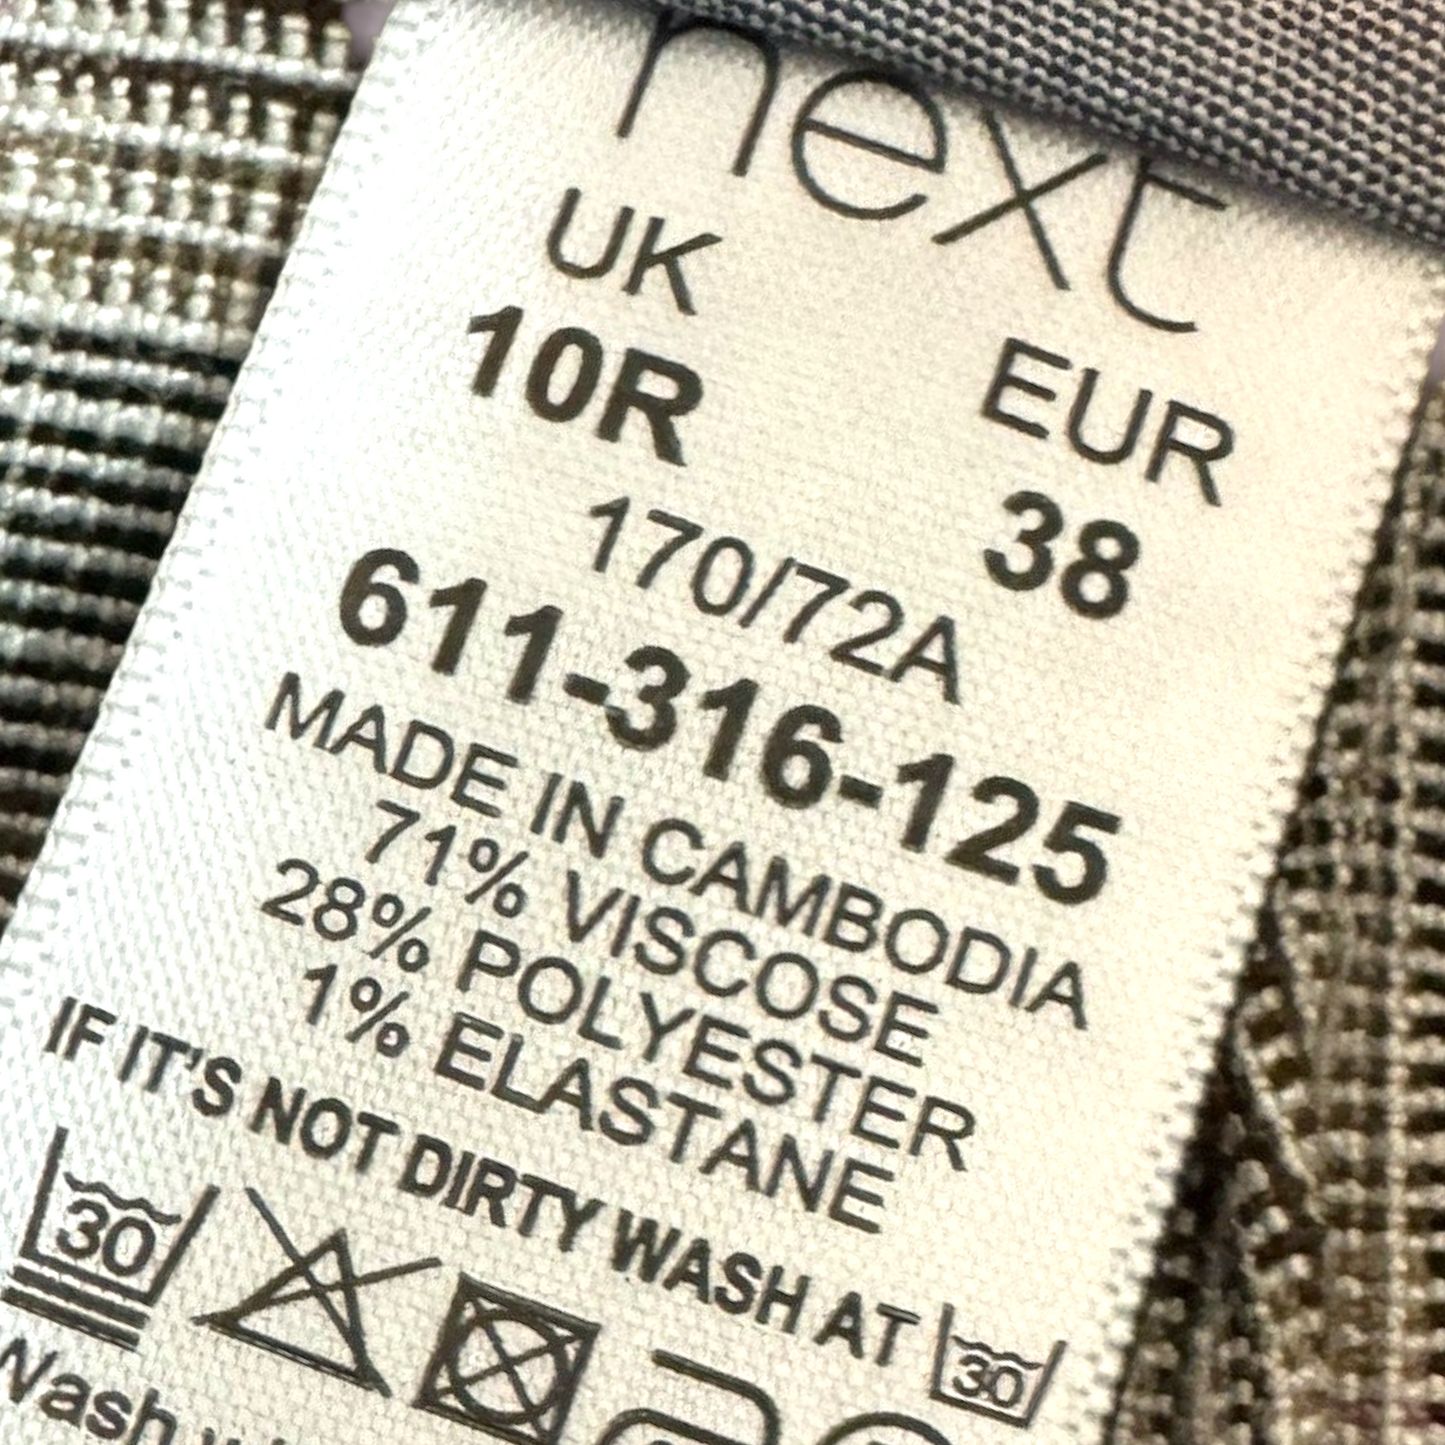 next
UK EUR
10R 38
170/72A
611-316-125
MADE IN CAMBODIA
71% VISCOSE
28% POLYESTER
1% ELASTANE
IF IT'S NOT DIRTY WASH AT 30
30
Wash